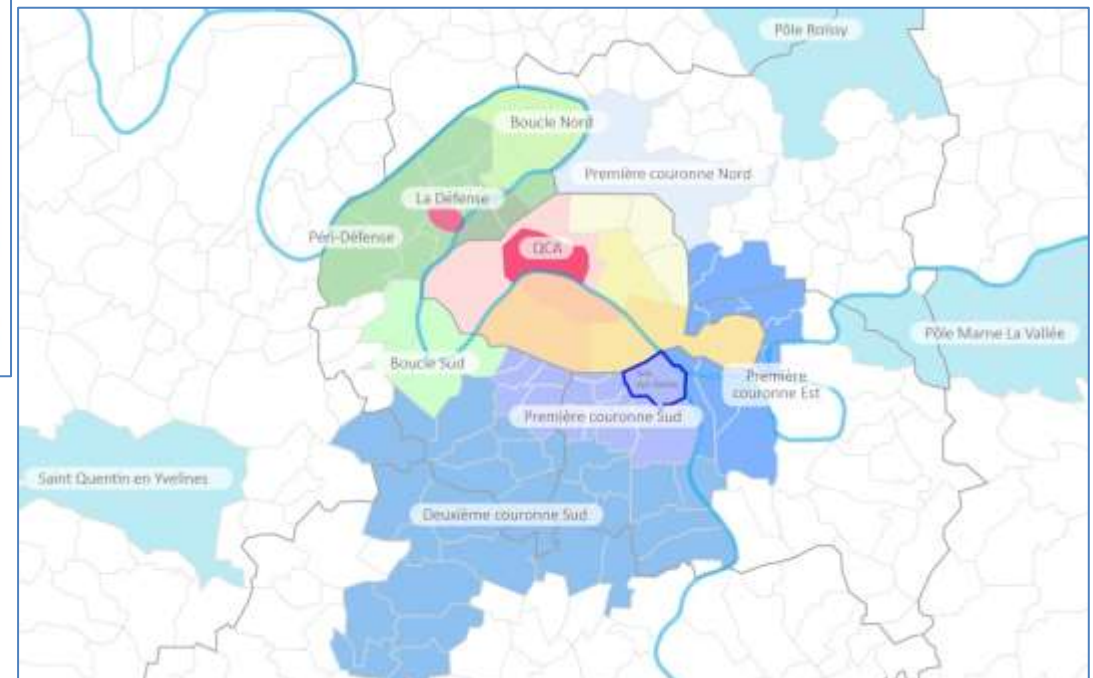 Pôle Roissy
Boucle Nord
Première couronne Nord
La Défense
Péri-Défense
QCA
Pôle Marne La Vallée
Boucle Sud
Première
couronne Est
Première couronne Sud
Saint Quentin en Yvelines
Deuxième couronne Sud